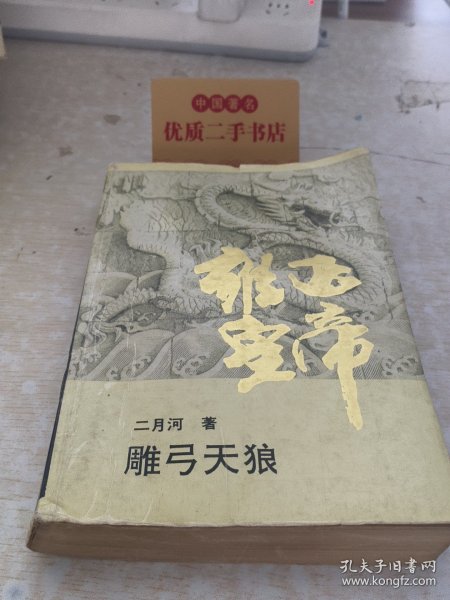 中国著名
优质二手书店
雍正
皇帝
二月河 著
雕弓天狼
孔夫子旧书网
www.kongfz.com